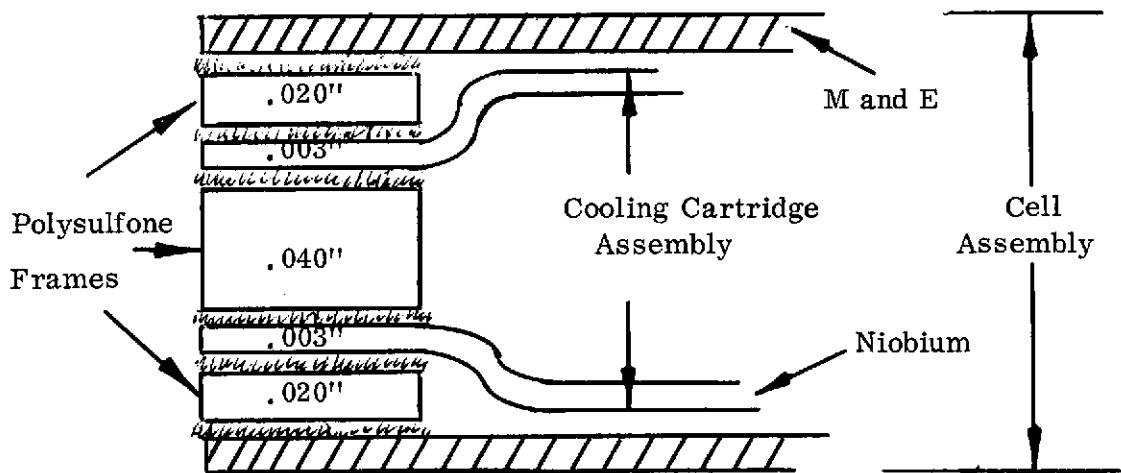 .020"
M and E
.003"
Polysulfone
Frames
.040"
Cooling Cartridge
Assembly
Cell
Assembly
.003"
Niobium
.020"